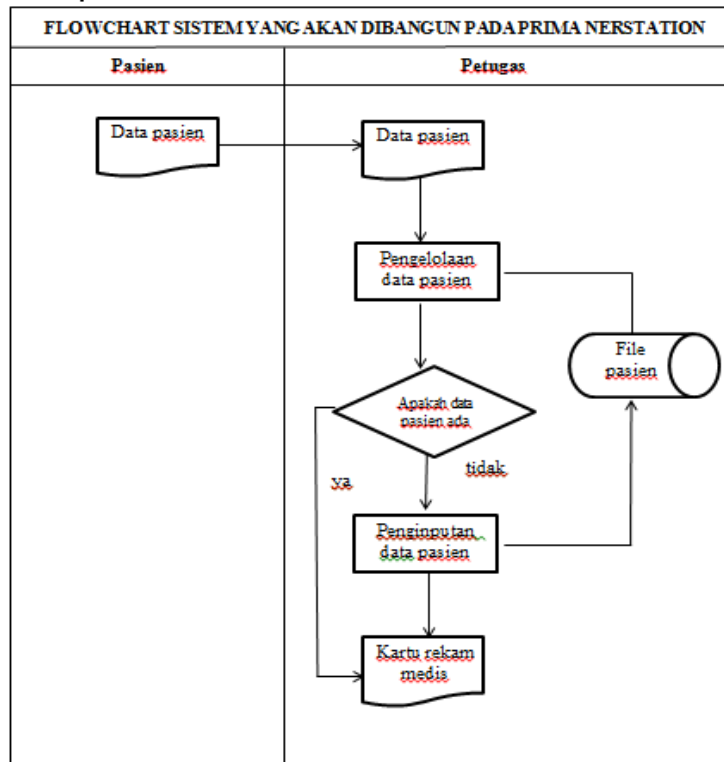 FLOWCHART SISTEM YANG AKAN DIBANGUN PADA PRIMA NERSTATION
Pasien
Petugas
Data pasien
Data pasien
Pengelolaan
data pasien
File
pasien
Apakah data
pasien ada
ya
tidak
Penginputan
data pasien
Kartu rekam
medis